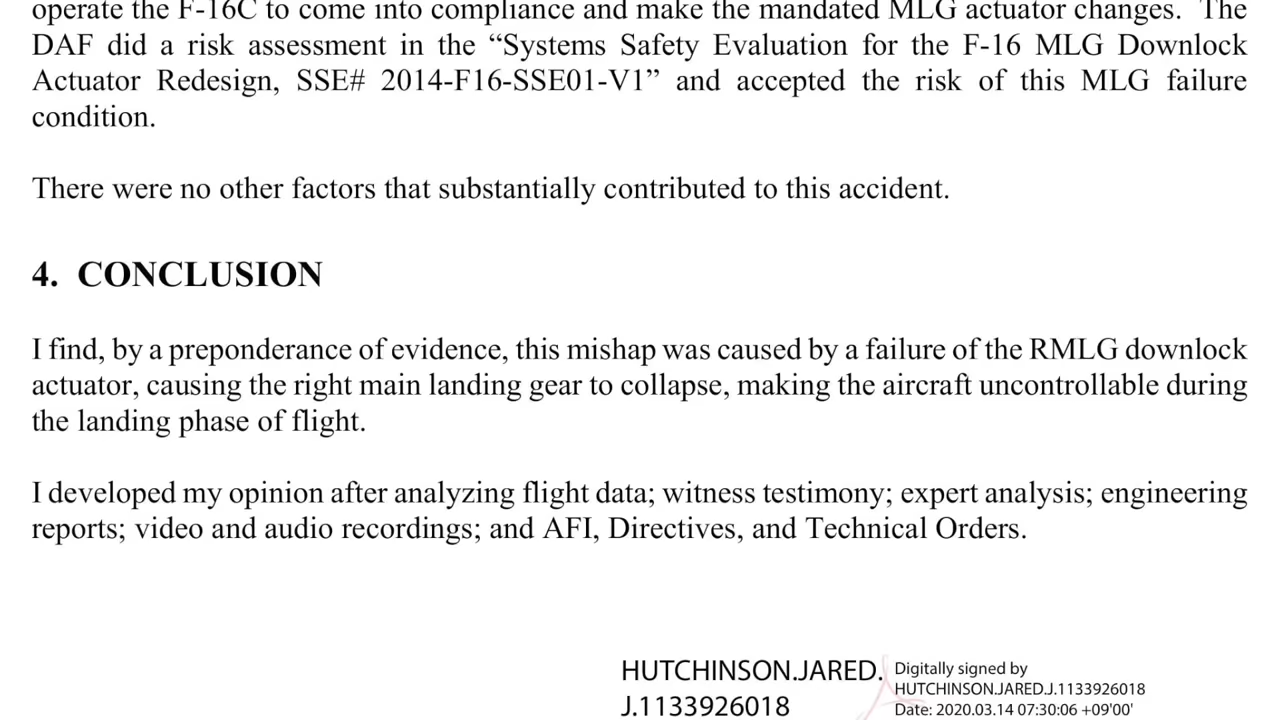 operate the F-16C to come into compliance and make the mandated MLG actuator changes. The
DAF did a risk assessment in the “Systems Safety Evaluation for the F-16 MLG Downlock
Actuator Redesign, SSE# 2014-F16-SSE01-V1” and accepted the risk of this MLG failure
condition.
There were no other factors that substantially contributed to this accident.
4. CONCLUSION
I find, by a preponderance of evidence, this mishap was caused by a failure of the RMLG downlock
actuator, causing the right main landing gear to collapse, making the aircraft uncontrollable during
the landing phase of flight.
I developed my opinion after analyzing flight data; witness testimony; expert analysis; engineering
reports; video and audio recordings; and AFI, Directives, and Technical Orders.
HUTCHINSON.JARED.
J.1133926018
Digitally signed by
HUTCHINSON.JARED.J.1133926018
Date: 2020.03.14 07:30:06 +09'00'